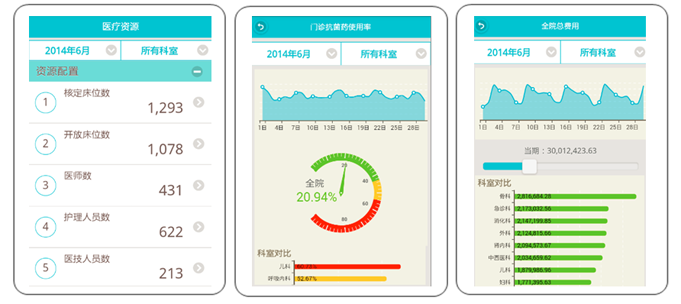 医疗资源
2014年6月
所有科室
资源配置
1
核定床位数
1,293
2
开放床位数
1,078
3
医师数
431
4
护理人员数
622
5
医技人员数
213
门诊抗菌药使用率
2014年6月
所有科室
1日 4日 7日 10日 13日 16日 19日 22日 25日 28日
20
40
60
80
全院
20.94%
科室对比
儿科
呼吸内科 52.67%
全院总费用
2014年6月
所有科室
1日 4日 7日 10日 13日 16日 19日 22日 25日 28日
当期：30,012,423.63
科室对比
骨科 2,816,684.28
急诊科 2,173,032.56
消化科 2,147,199.85
外科 2,124,815.66
肾内科 2,094,573.67
中西医科 2,034,659.62
儿科 1,879,986.96
妇科 1,771,395.63